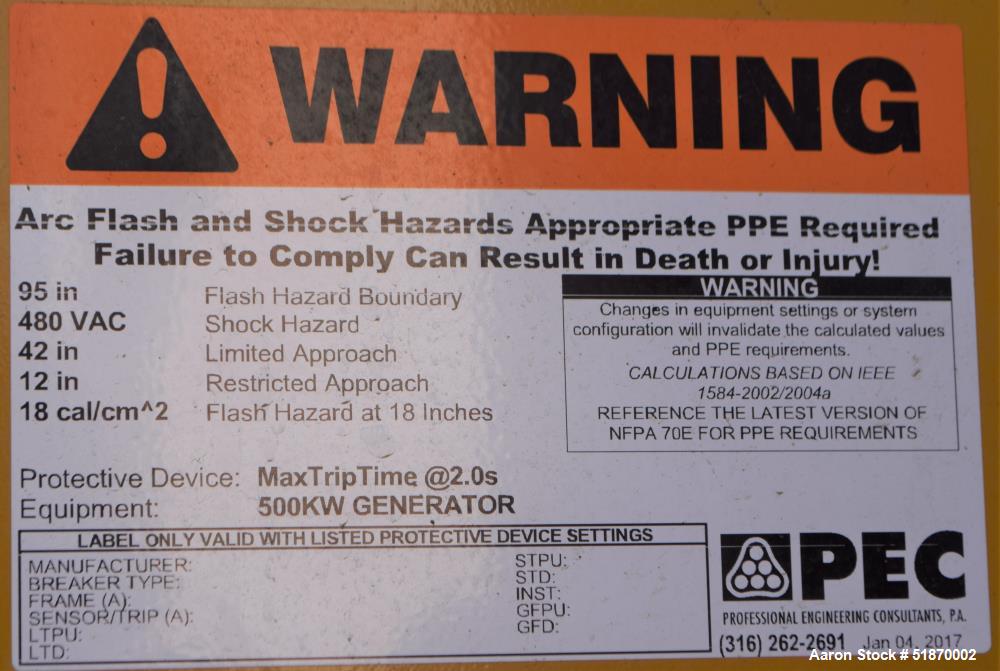 WARNING
Arc Flash and Shock Hazards Appropriate PPE Required
Failure to Comply Can Result in Death or Injury!
95 in Flash Hazard Boundary
480 VAC Shock Hazard
42 in Limited Approach
12 in Restricted Approach
18 cal/cm^2 Flash Hazard at 18 Inches
WARNING
Changes in equipment settings or system
configuration will invalidate the calculated values
and PPE requirements.
CALCULATIONS BASED ON IEEE
1584-2002/2004a
REFERENCE THE LATEST VERSION OF
NFPA 70E FOR PPE REQUIREMENTS
Protective Device: MaxTripTime @2.0s
Equipment: 500KW GENERATOR
LABEL ONLY VALID WITH LISTED PROTECTIVE DEVICE SETTINGS
MANUFACTURER:
BREAKER TYPE:
FRAME (A):
SENSOR/TRIP (A):
LTPU:
LTD:
STPU:
STD:
INST:
GFPU:
GFD:
PEC
PROFESSIONAL ENGINEERING CONSULTANTS, P.A.
(316) 262-2691 Jan 04, 2017
Aaron Stock # 51870002